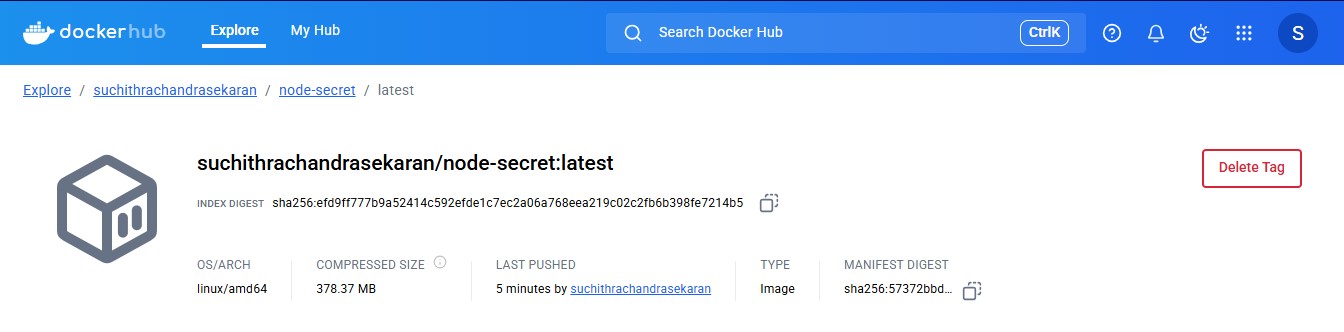 dockerhub Explore My Hub Search Docker Hub CtrlK S
Explore / suchithrachandrasekaran / node-secret / latest
suchithrachandrasekaran/node-secret:latest
Delete Tag
INDEX DIGEST sha256:efd9ff777b9a52414c592efde1c7ec2a06a768eea219c02c2fb6b398fe7214b5
OS/ARCH COMPRESSED SIZE LAST PUSHED TYPE MANIFEST DIGEST
linux/amd64 378.37 MB 5 minutes by suchithrachandrasekaran Image sha256:57372bbd...